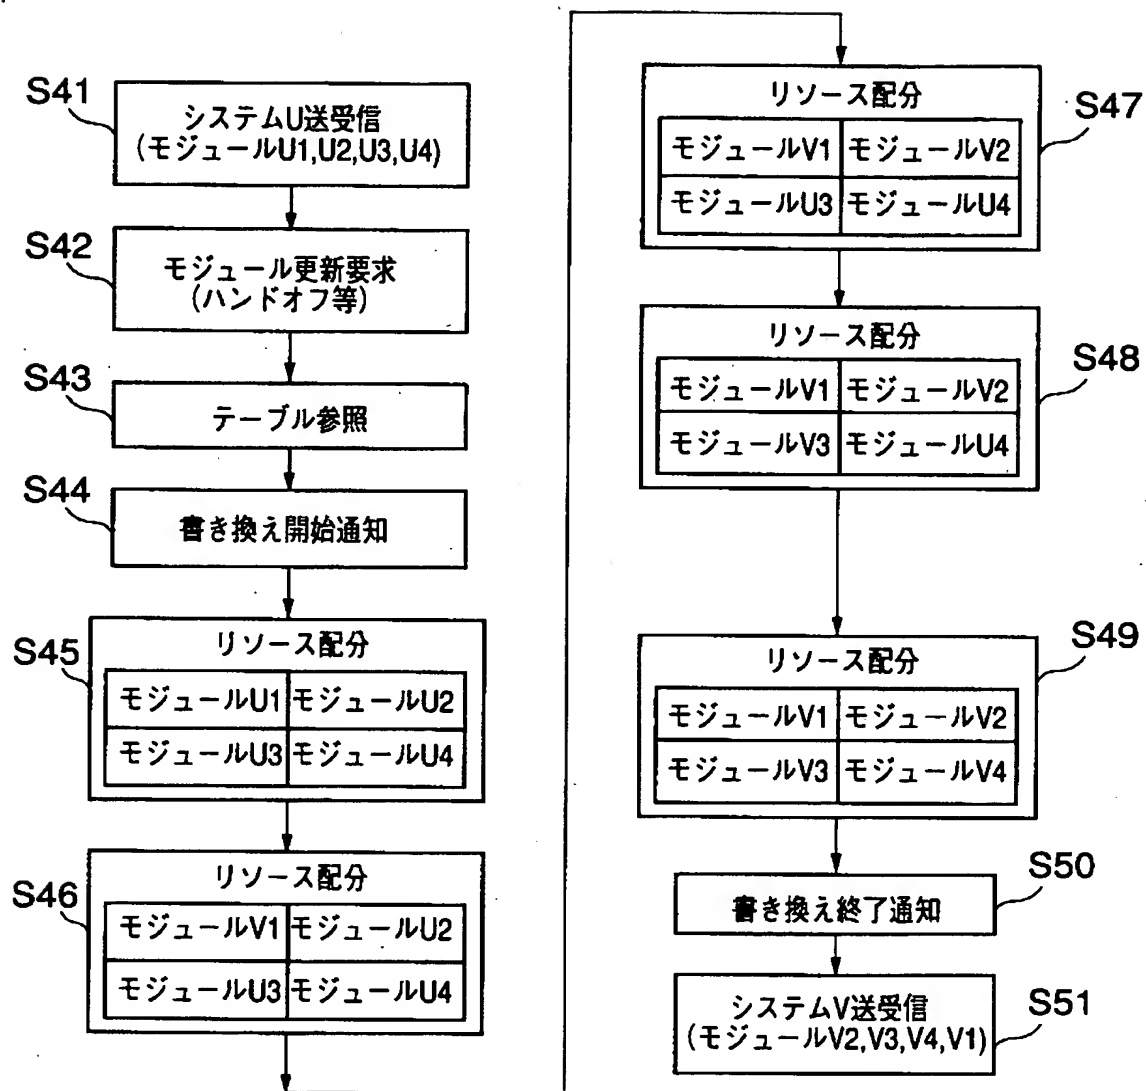 S41
システムU送受信
(モジュールU1,U2,U3,U4)
S42
モジュール更新要求
(ハンドオフ等)
S43
テーブル参照
S44
書き換え開始通知
S45
リソース配分
モジュールU1 モジュールU2
モジュールU3 モジュールU4
S46
リソース配分
モジュールV1 モジュールU2
モジュールU3 モジュールU4
S47
リソース配分
モジュールV1 モジュールV2
モジュールU3 モジュールU4
S48
リソース配分
モジュールV1 モジュールV2
モジュールV3 モジュールU4
S49
リソース配分
モジュールV1 モジュールV2
モジュールV3 モジュールV4
S50
書き換え終了通知
S51
システムV送受信
(モジュールV2,V3,V4,V1)